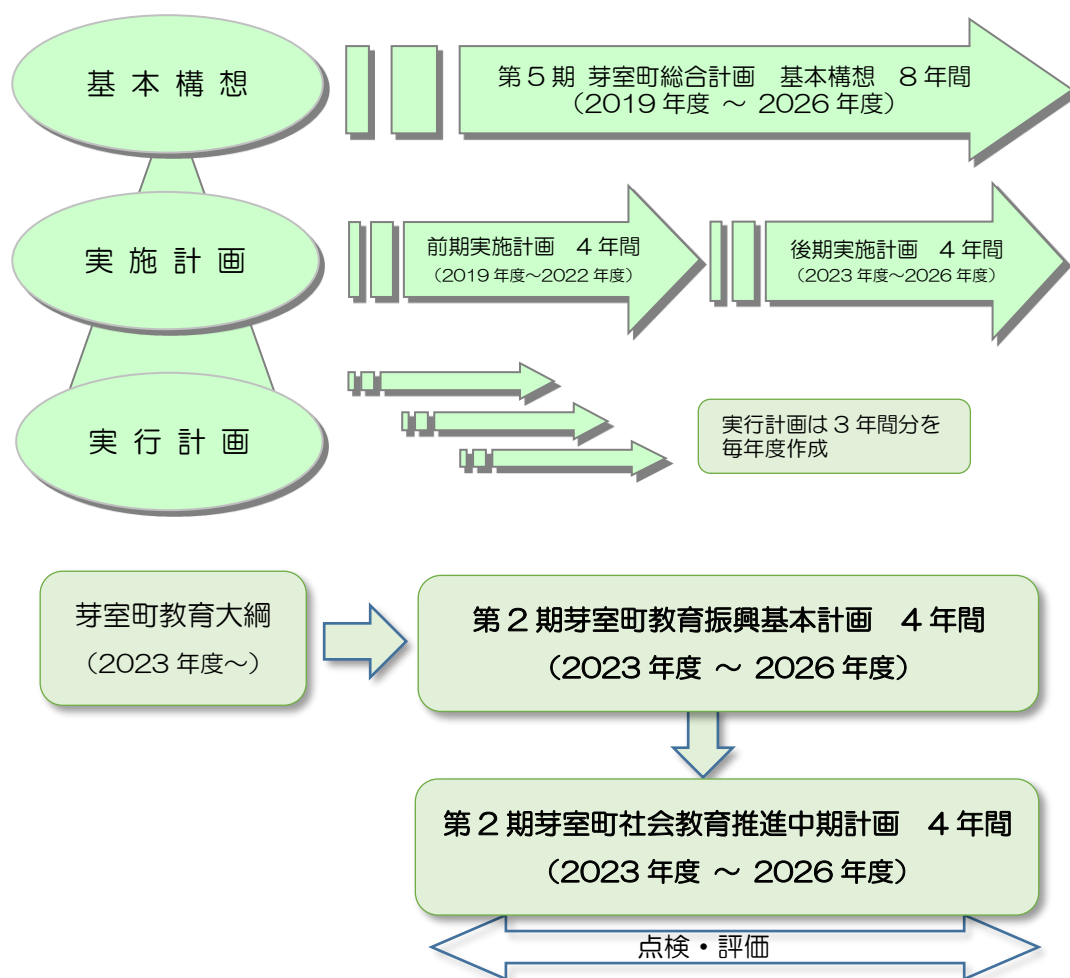 基本構想
第５期 芽室町総合計画　基本構想　８年間
（2019 年度 ～ 2026 年度）
実施計画
前期実施計画　４年間
（2019 年度～2022 年度）
後期実施計画　４年間
（2023 年度～2026 年度）
実行計画
実行計画は３年間分を
毎年度作成
芽室町教育大綱
（2023 年度～）
第２期芽室町教育振興基本計画　４年間
（2023 年度 ～ 2026 年度）
第２期芽室町社会教育推進中期計画　４年間
（2023 年度 ～ 2026 年度）
点検・評価